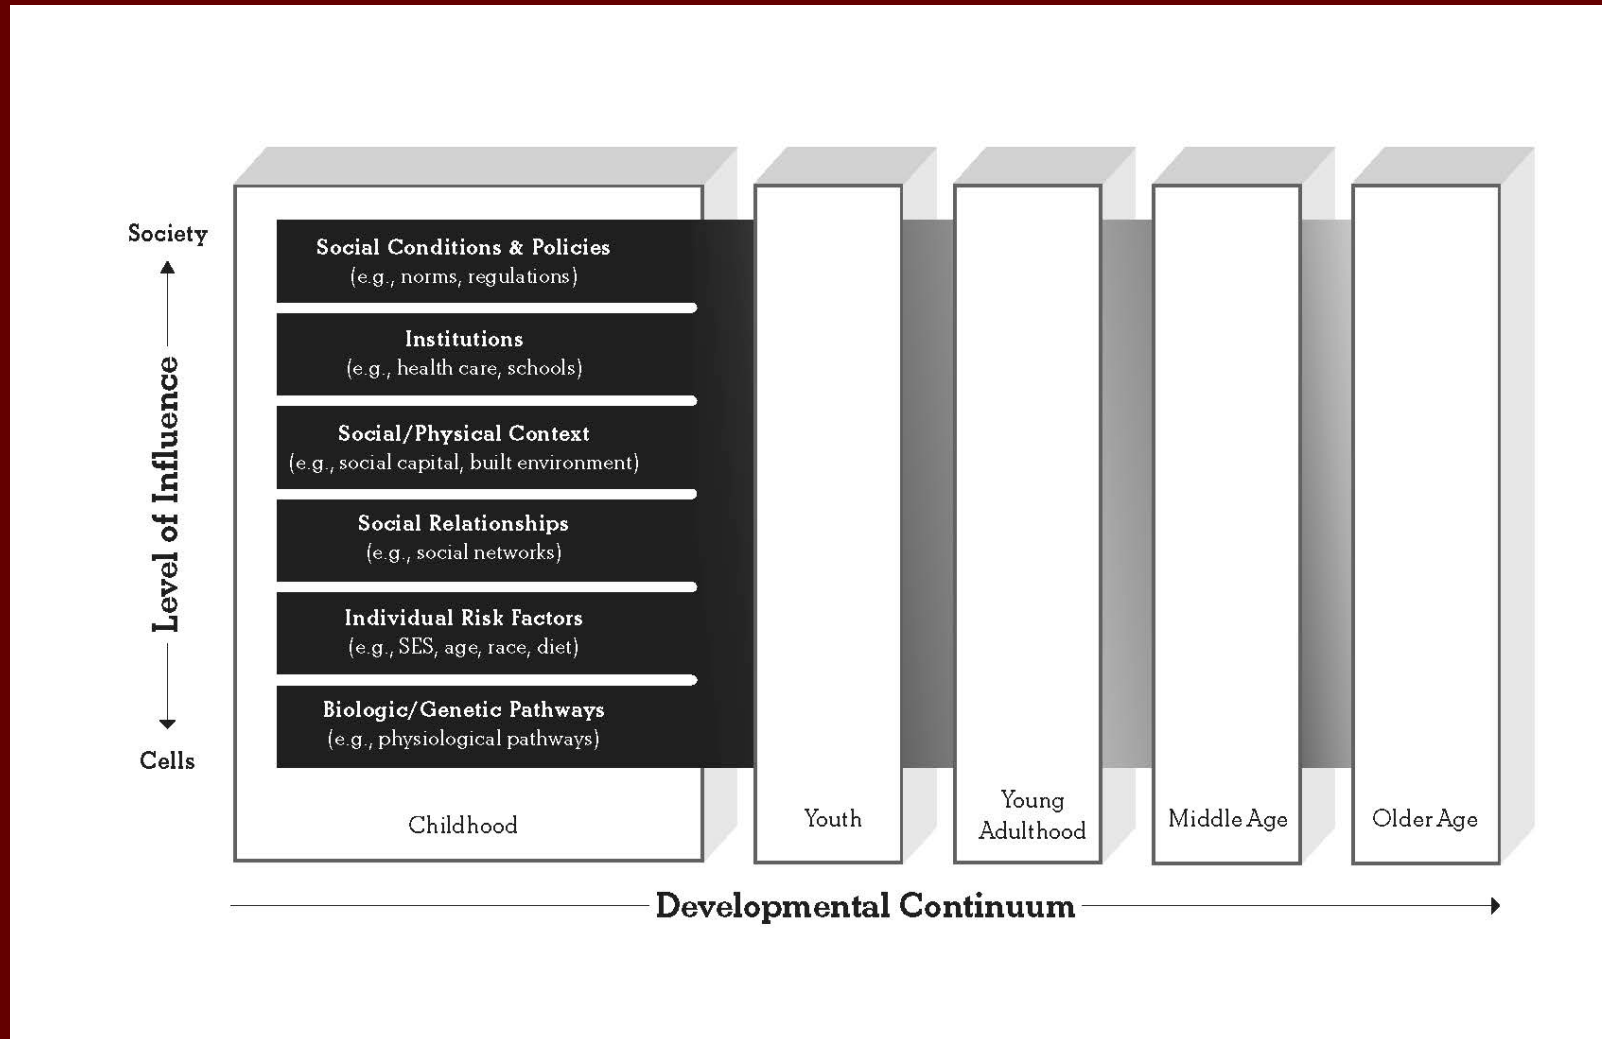 Society
Level of Influence
Cells
Social Conditions & Policies
(e.g., norms, regulations)
Institutions
(e.g., health care, schools)
Social/Physical Context
(e.g., social capital, built environment)
Social Relationships
(e.g., social networks)
Individual Risk Factors
(e.g., SES, age, race, diet)
Biologic/Genetic Pathways
(e.g., physiological pathways)
Childhood
Youth
Young
Adulthood
Middle Age
Older Age
Developmental Continuum